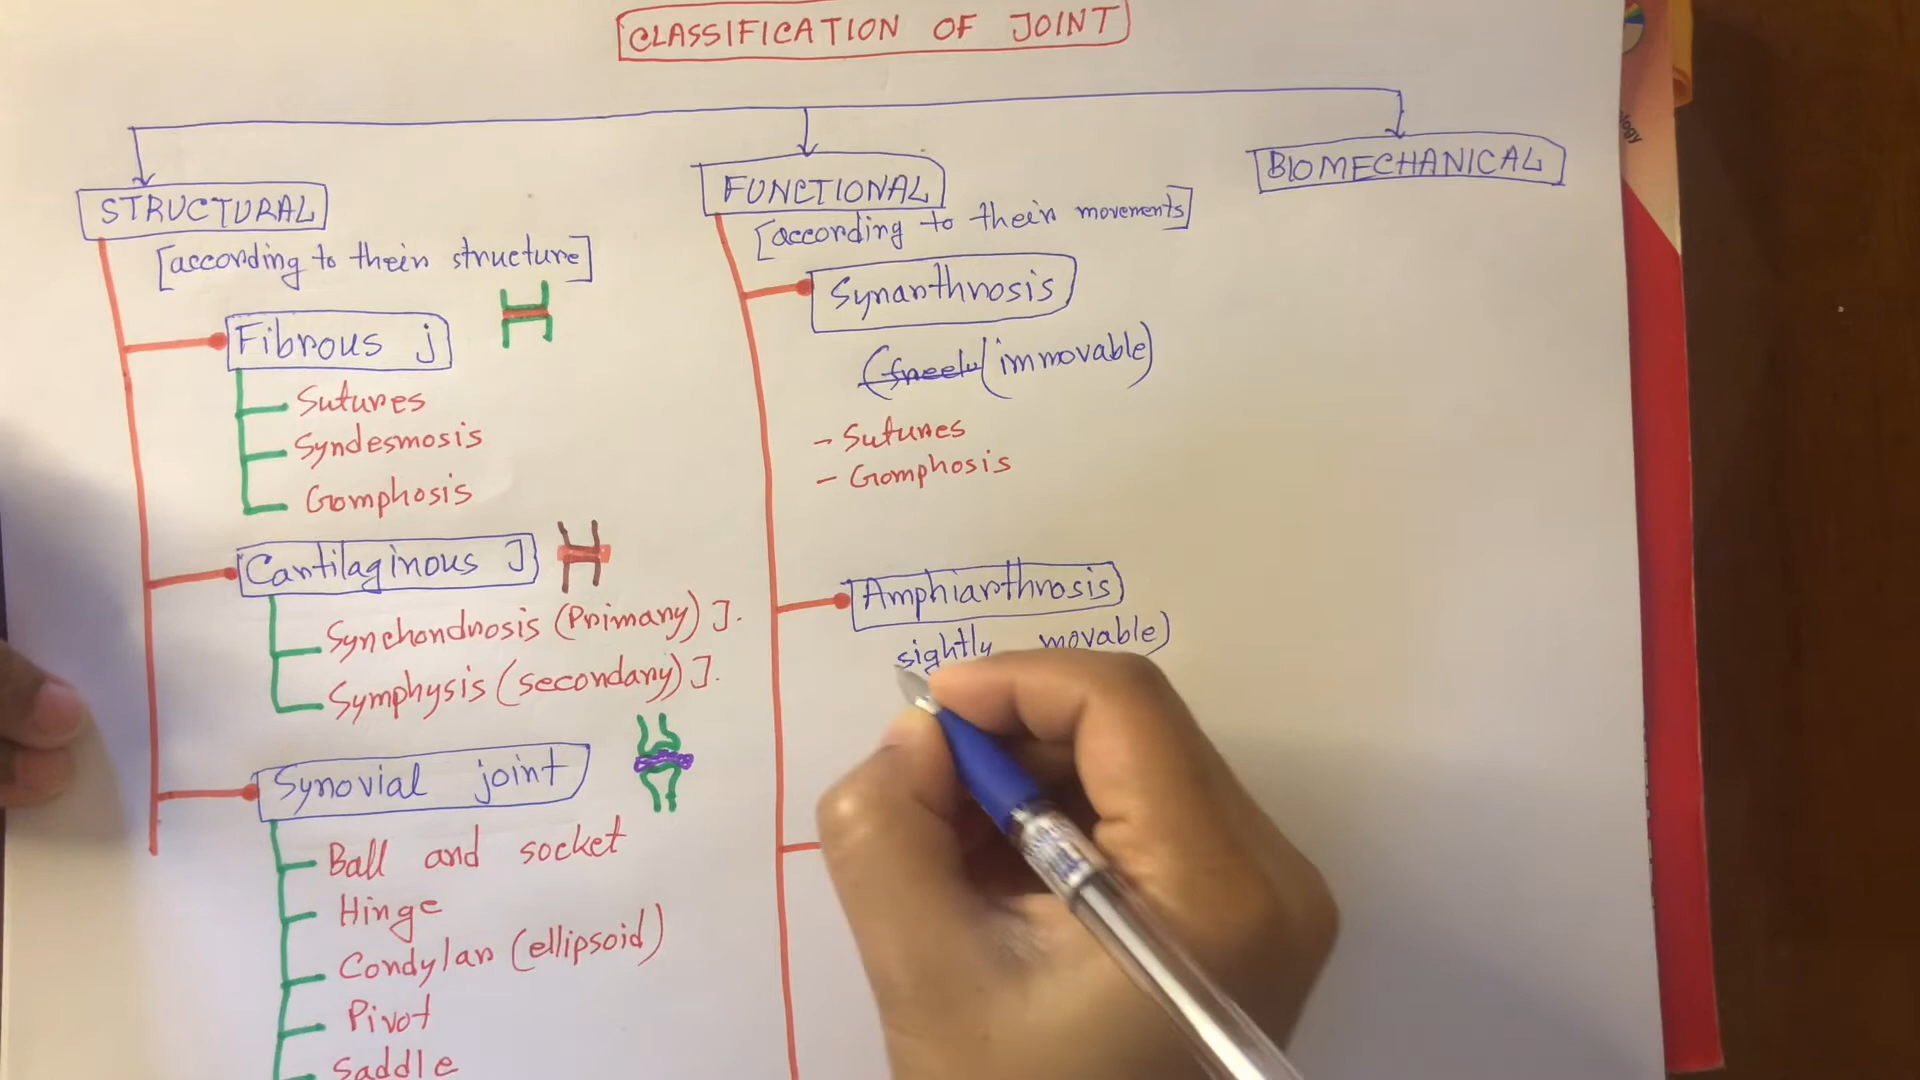 CLASSIFICATION OF JOINT
STRUCTURAL
[according to their structure]
Fibrous j
Sutures
Syndesmosis
Gomphosis
Cartilaginous J
Synchondrosis (Primary) J.
Symphysis (secondary) J.
Synovial joint
Ball and socket
Hinge
Condylar (ellipsoid)
Pivot
Saddle
FUNCTIONAL
[according to their movements]
Synarthrosis
(freely (immovable)
- Sutures
- Gomphosis
Amphiarthrosis
sightly movable)
BIOMECHANICAL
ology